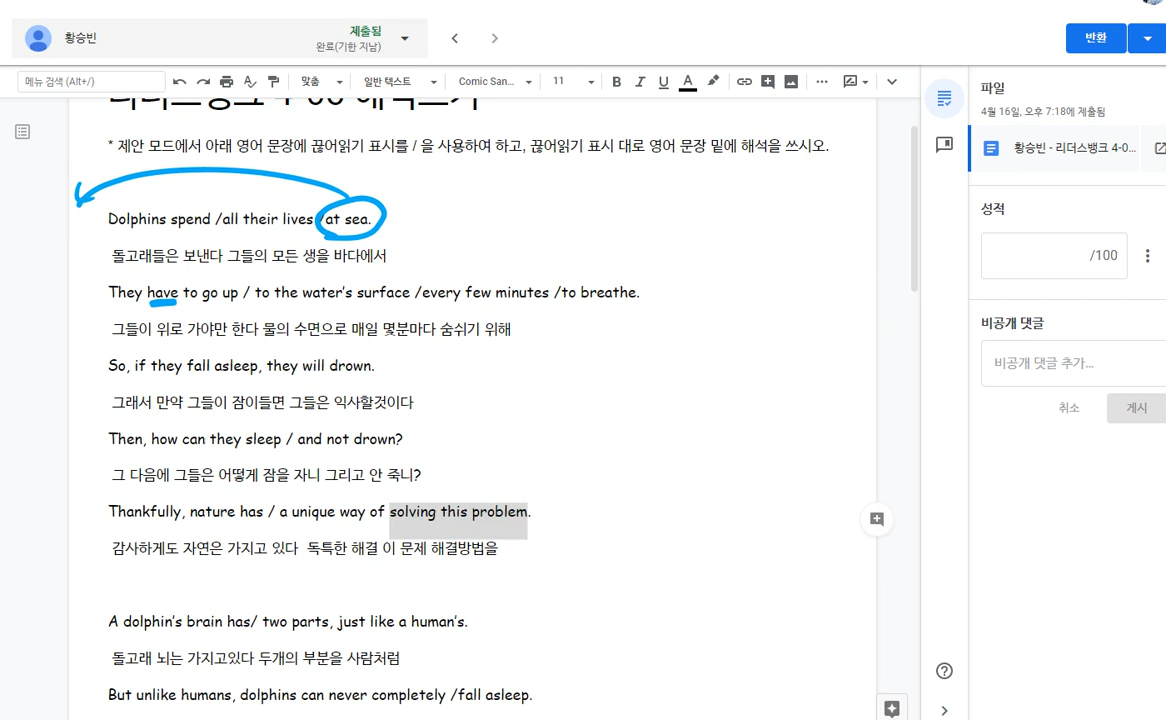 황승빈
제출됨
완료(기한 지남)
반환
메뉴 검색 (Alt+/)
맞춤
일반 텍스트
Comic San...
11
B I U A
* 제안 모드에서 아래 영어 문장에 끊어읽기 표시를 / 을 사용하여 하고, 끊어읽기 표시 대로 영어 문장 밑에 해석을 쓰시오.
Dolphins spend /all their lives /at sea.
돌고래들은 보낸다 그들의 모든 생을 바다에서
They have to go up / to the water's surface /every few minutes /to breathe.
그들이 위로 가야만 한다 물의 수면으로 매일 몇분마다 숨쉬기 위해
So, if they fall asleep, they will drown.
그래서 만약 그들이 잠이들면 그들은 익사할것이다
Then, how can they sleep / and not drown?
그 다음에 그들은 어떻게 잠을 자니 그리고 안 죽니?
Thankfully, nature has / a unique way of solving this problem.
감사하게도 자연은 가지고 있다 독특한 해결 이 문제 해결방법을
A dolphin's brain has/ two parts, just like a human's.
돌고래 뇌는 가지고있다 두개의 부분을 사람처럼
But unlike humans, dolphins can never completely /fall asleep.
파일
4월 16일, 오후 7:18에 제출됨
황승빈 - 리더스뱅크 4-0...
성적
/100
비공개 댓글
비공개 댓글 추가...
취소
게시